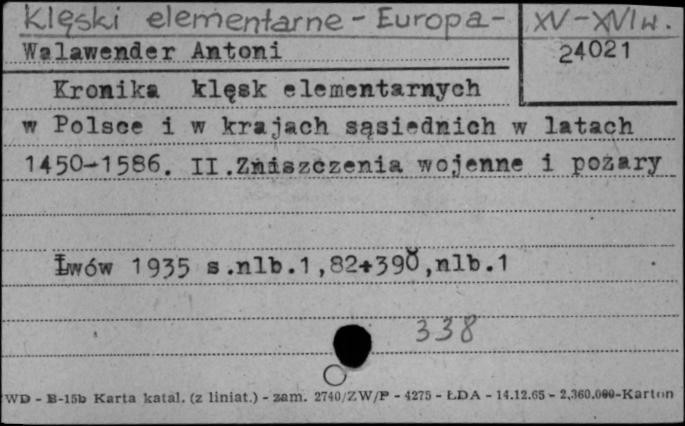 Klęski elementarne - Europa - XV-XVI w.
Walawender Antoni
24021
Kronika klęsk elementarnych
w Polsce i w krajach sąsiednich w latach
1450-1586. II.Zniszczenia wojenne i pożary
Lwów 1935 s.nlb.1,82+390,nlb.1
338
WD - B-15b Karta katal. (z liniat.) - zam. 2740/ZW/P - 4275 - ŁDA - 14.12.65 - 2,360.000-Karton